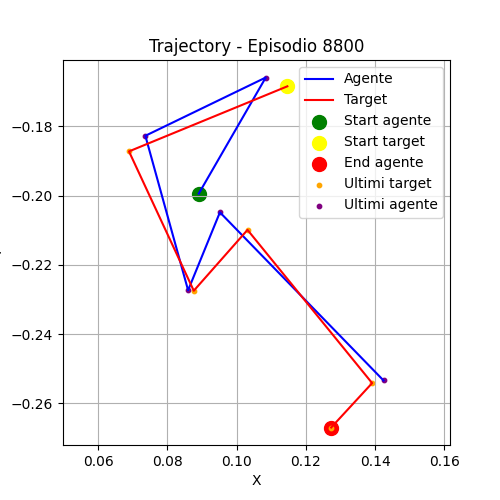 Trajectory - Episodio 8800
Agente
Target
Start agente
Start target
End agente
Ultimi target
Ultimi agente
−0.18
−0.20
−0.22
−0.24
−0.26
0.06 0.08 0.10 0.12 0.14 0.16
X